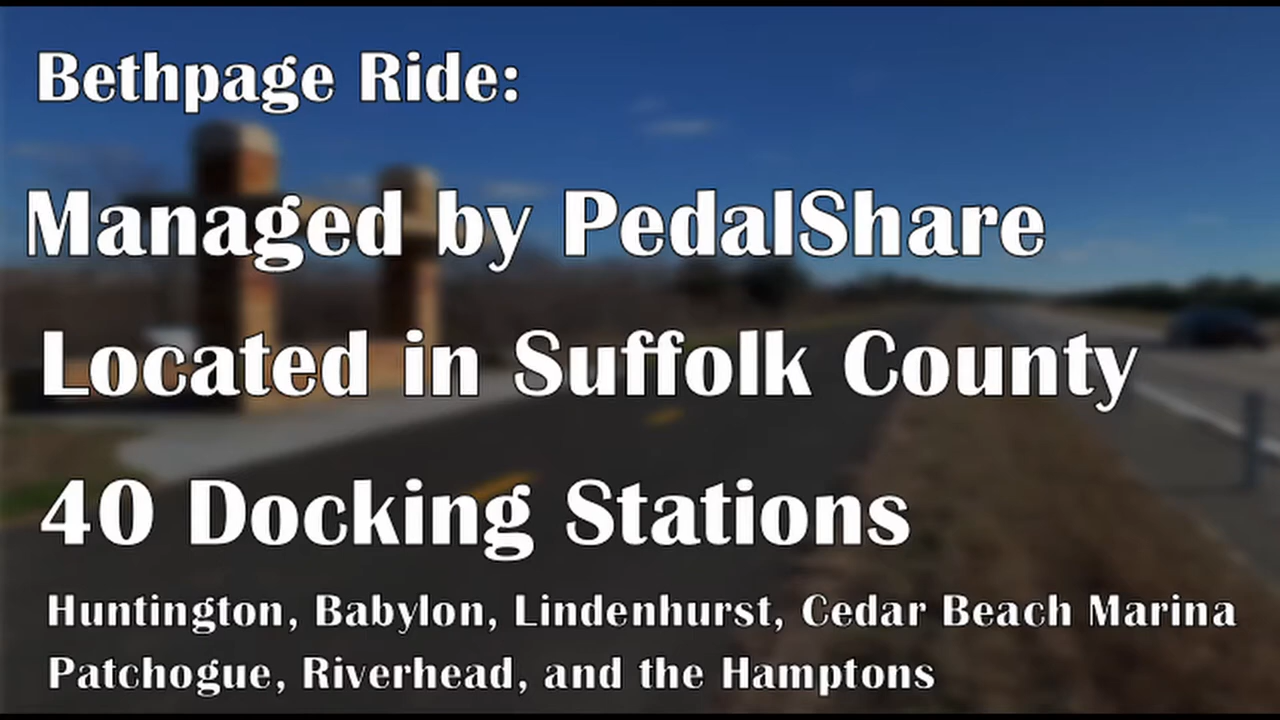 Bethpage Ride:
Managed by PedalShare
Located in Suffolk County
40 Docking Stations
Huntington, Babylon, Lindenhurst, Cedar Beach Marina
Patchogue, Riverhead, and the Hamptons